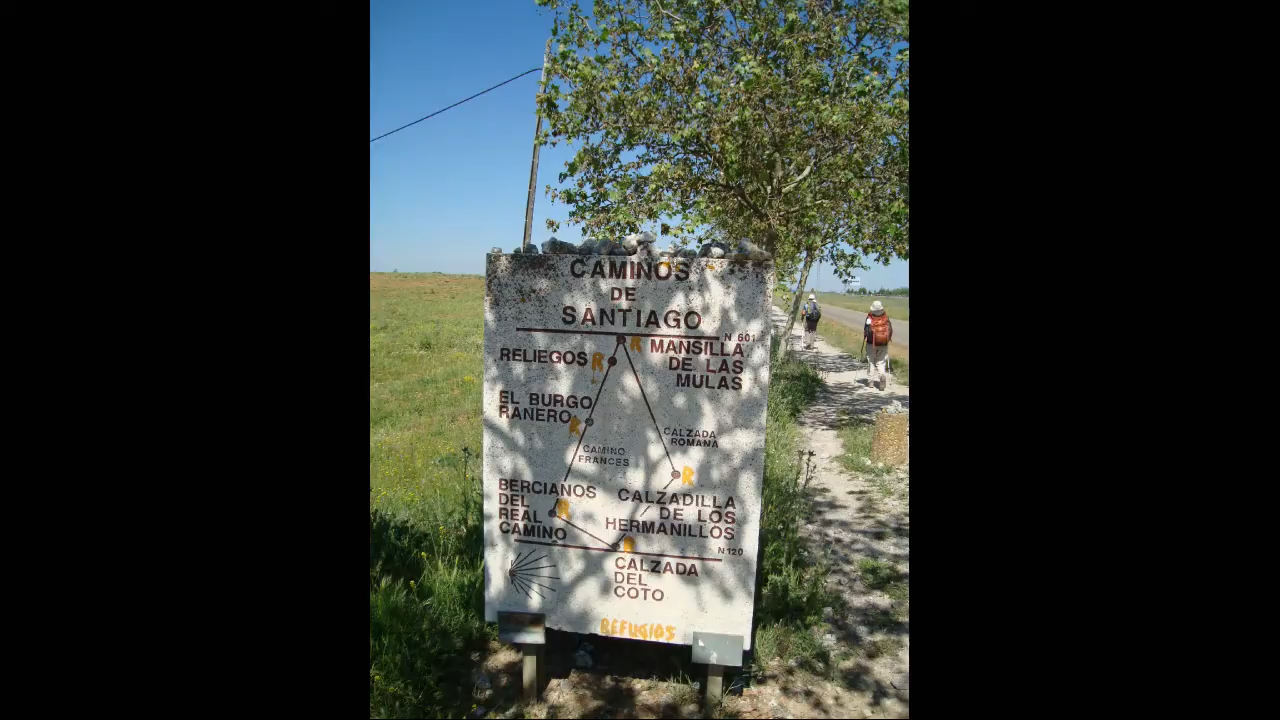 CAMINOS
DE
SANTIAGO
N 601
RELIEGOS R
R MANSILLA
DE LAS
MULAS
EL BURGO
RANERO
R
CAMINO
FRANCES
CALZADA
ROMANA
R
BERCIANOS
DEL
REAL
CAMINO
R
CALZADILLA
DE LOS
HERMANILLOS
R
N 120
CALZADA
DEL
COTO
REFUGIOS